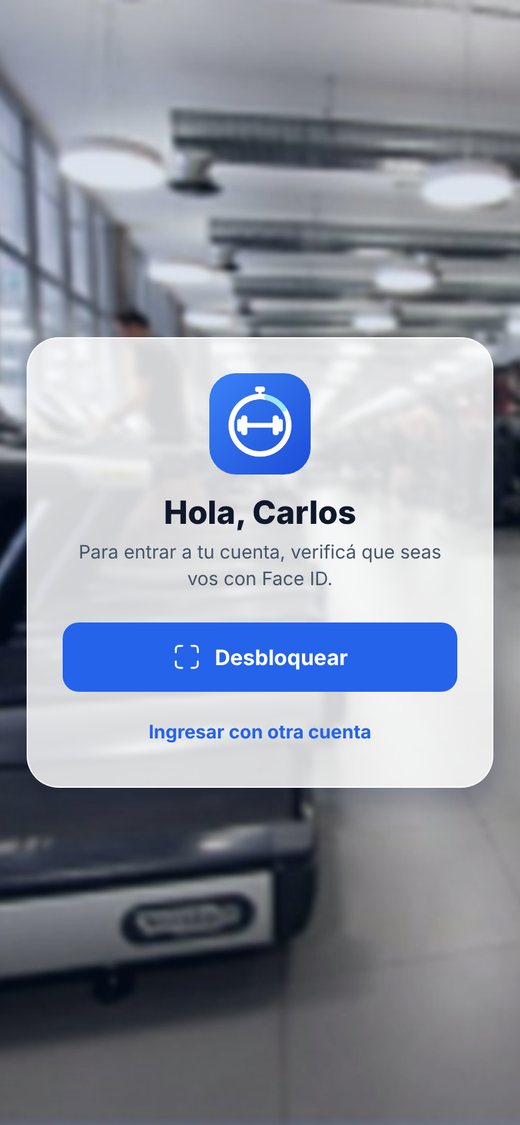 Hola, Carlos
Para entrar a tu cuenta, verificá que seas
vos con Face ID.
Desbloquear
Ingresar con otra cuenta